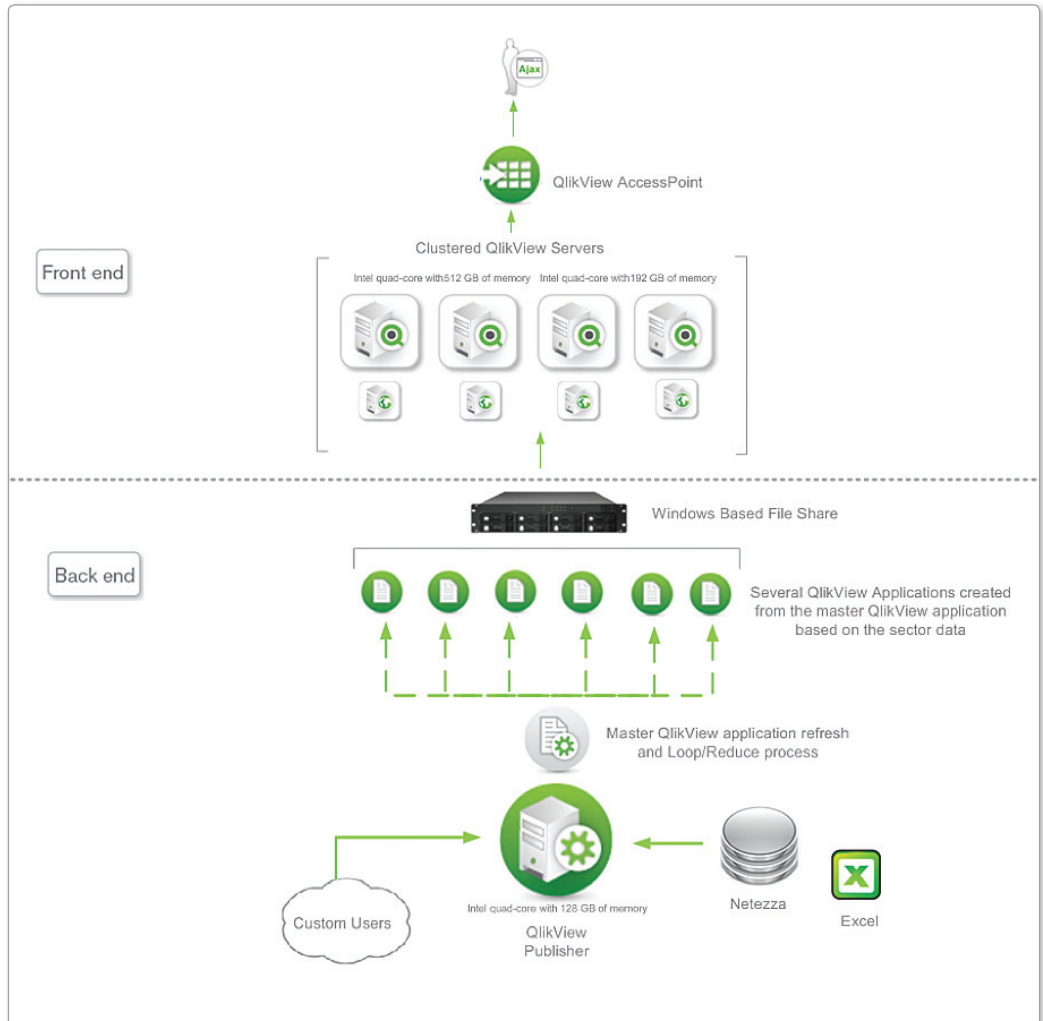 Ajax
QlikView AccessPoint
Front end
Clustered QlikView Servers
Intel quad-core with512 GB of memory
Intel quad-core with192 GB of memory
Windows Based File Share
Back end
Several QlikView Applications created
from the master QlikView application
based on the sector data
Master QlikView application refresh
and Loop/Reduce process
Custom Users
Intel quad-core with 128 GB of memory
QlikView
Publisher
Netezza
X
Excel